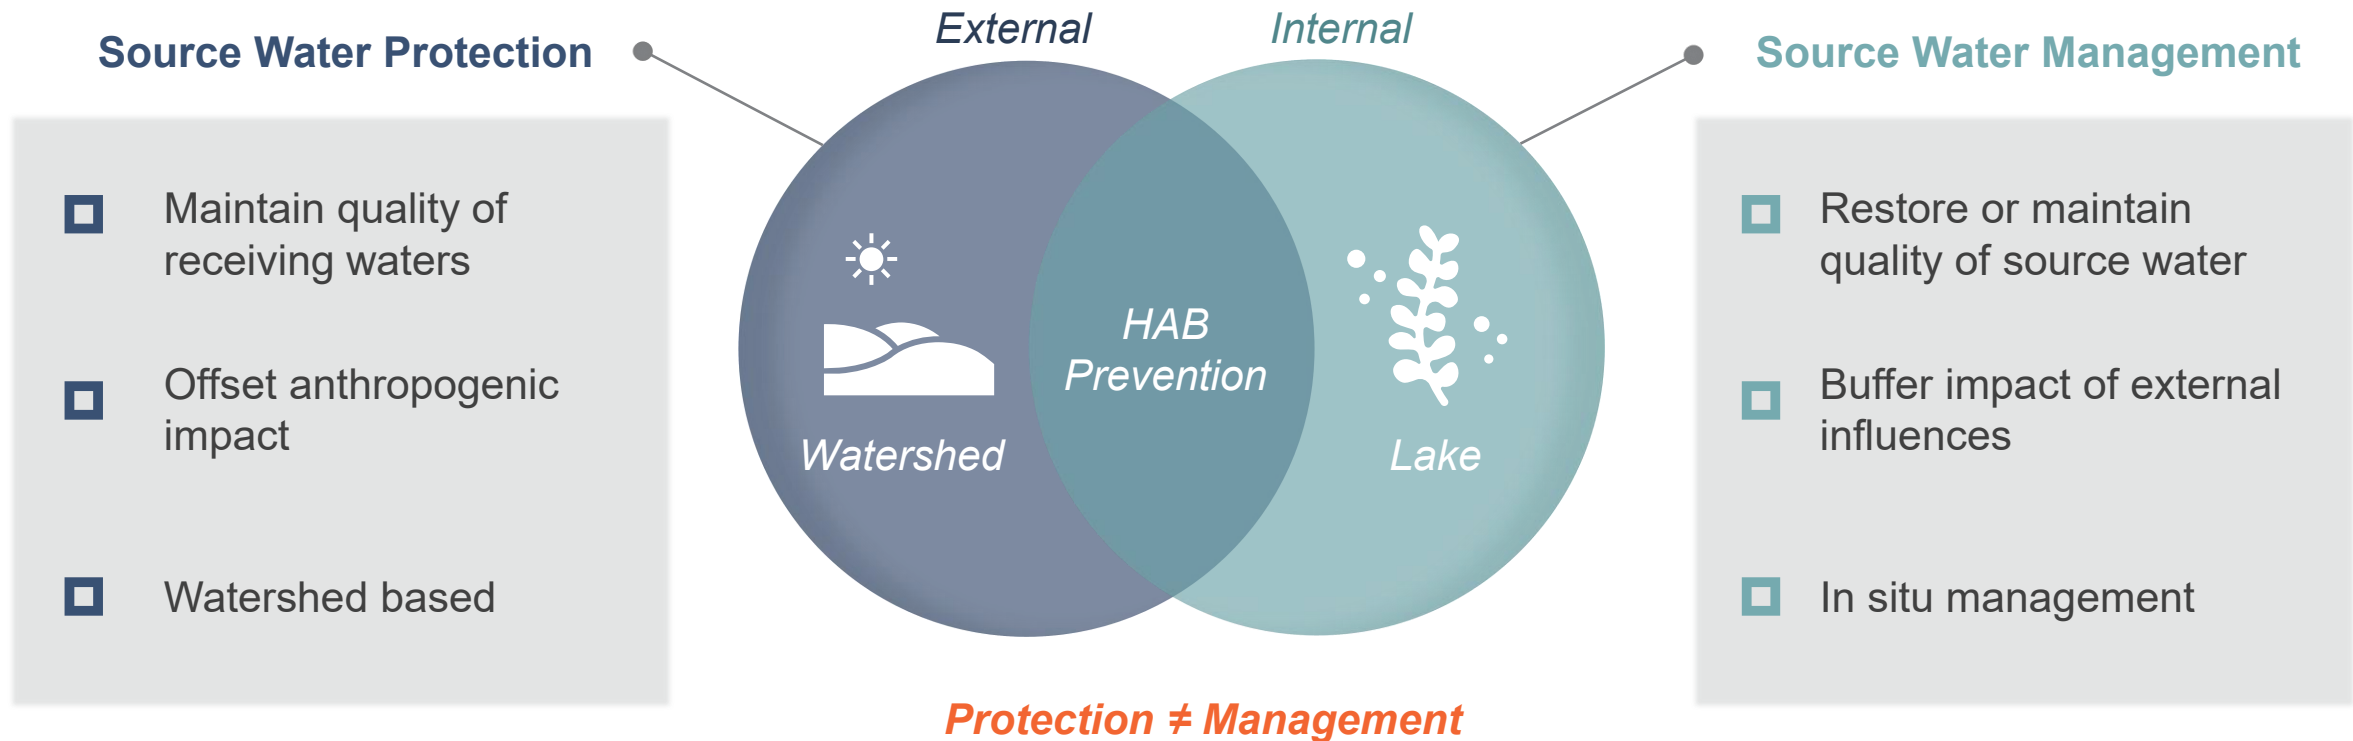 Source Water Protection
Maintain quality of
receiving waters
Offset anthropogenic
impact
Watershed based
External
Internal
Watershed
HAB
Prevention
Lake
Protection ≠ Management
Source Water Management
Restore or maintain
quality of source water
Buffer impact of external
influences
In situ management